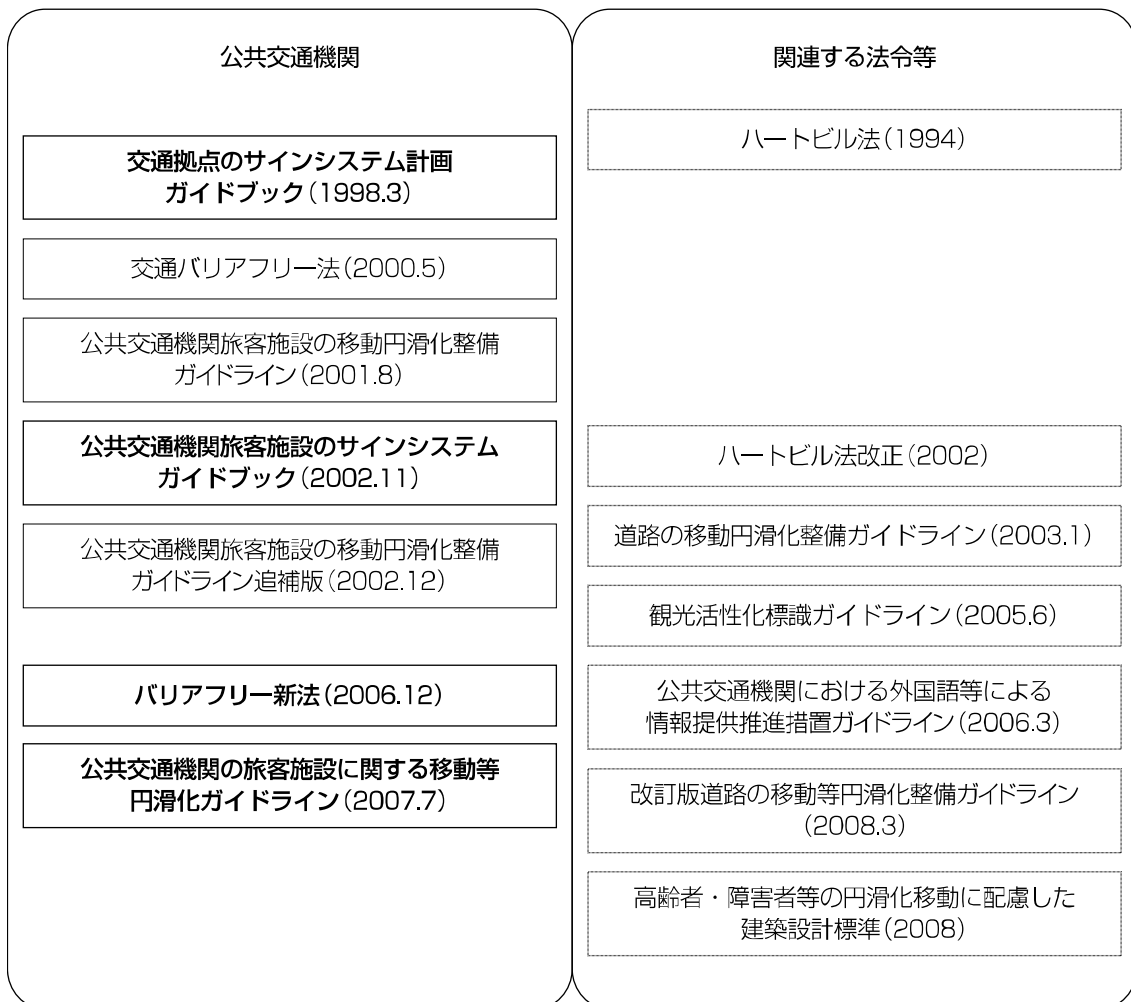 公共交通機関
交通拠点のサインシステム計画
ガイドブック(1998.3)
交通バリアフリー法(2000.5)
公共交通機関旅客施設の移動円滑化整備
ガイドライン(2001.8)
公共交通機関旅客施設のサインシステム
ガイドブック(2002.11)
公共交通機関旅客施設の移動円滑化整備
ガイドライン追補版(2002.12)
バリアフリー新法(2006.12)
公共交通機関の旅客施設に関する移動等
円滑化ガイドライン(2007.7)
関連する法令等
ハートビル法(1994)
ハートビル法改正(2002)
道路の移動円滑化整備ガイドライン(2003.1)
観光活性化標識ガイドライン(2005.6)
公共交通機関における外国語等による
情報提供推進措置ガイドライン(2006.3)
改訂版道路の移動等円滑化整備ガイドライン
(2008.3)
高齢者・障害者等の円滑化移動に配慮した
建築設計標準(2008)